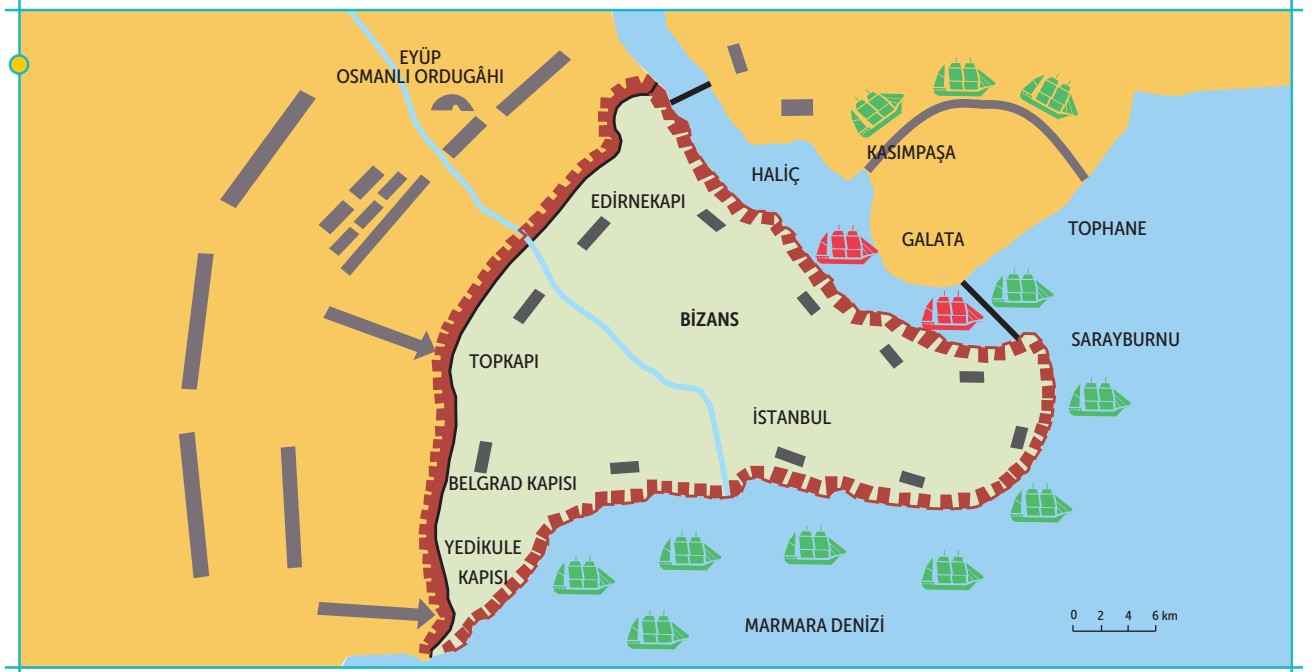 EYÜP
OSMANLI ORDUGÂHI
KASIMPAŞA
HALİÇ
EDİRNEKAPI
TOPHANE
GALATA
BİZANS
SARAYBURNU
TOPKAPI
İSTANBUL
BELGRAD KAPISI
YEDİKULE
KAPISI
MARMARA DENİZİ
0 2 4 6 km